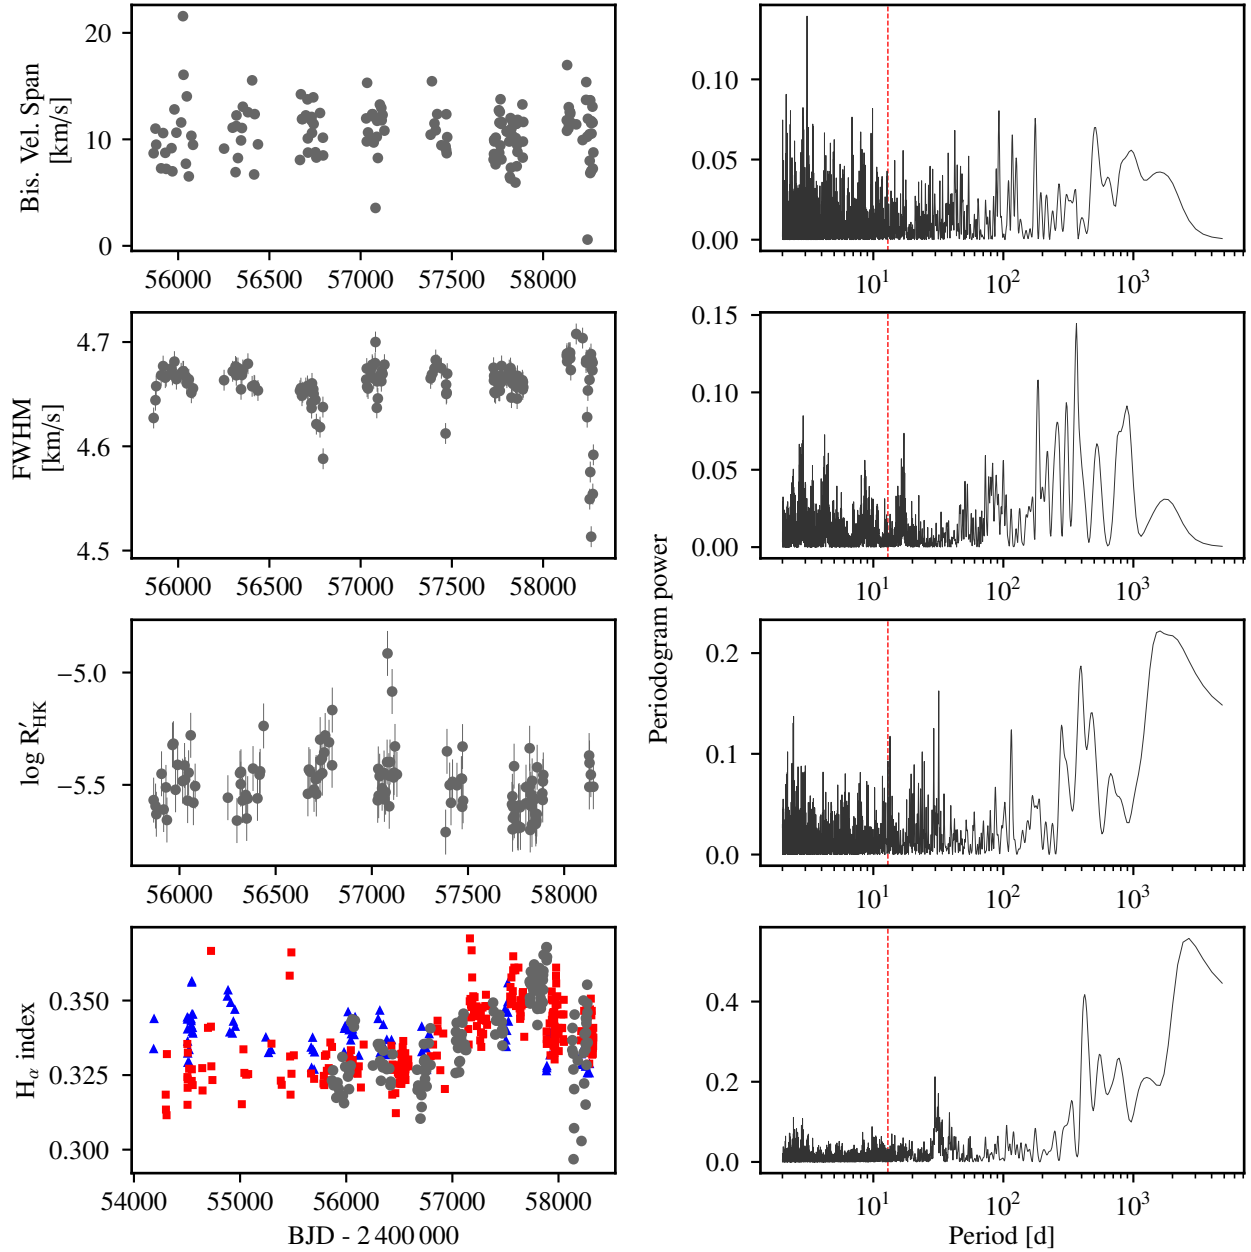 Bis. Vel. Span
[km/s]
20
10
0
56000 56500 57000 57500 58000
0.10
0.05
0.00
10¹ 10² 10³
FWHM
[km/s]
4.7
4.6
4.5
56000 56500 57000 57500 58000
0.15
0.10
0.05
0.00
10¹ 10² 10³
Periodogram power
log R′HK
−5.0
−5.5
56000 56500 57000 57500 58000
0.2
0.1
0.0
10¹ 10² 10³
Hα index
0.350
0.325
0.300
54000 55000 56000 57000 58000
BJD - 2 400 000
0.4
0.2
0.0
10¹ 10² 10³
Period [d]